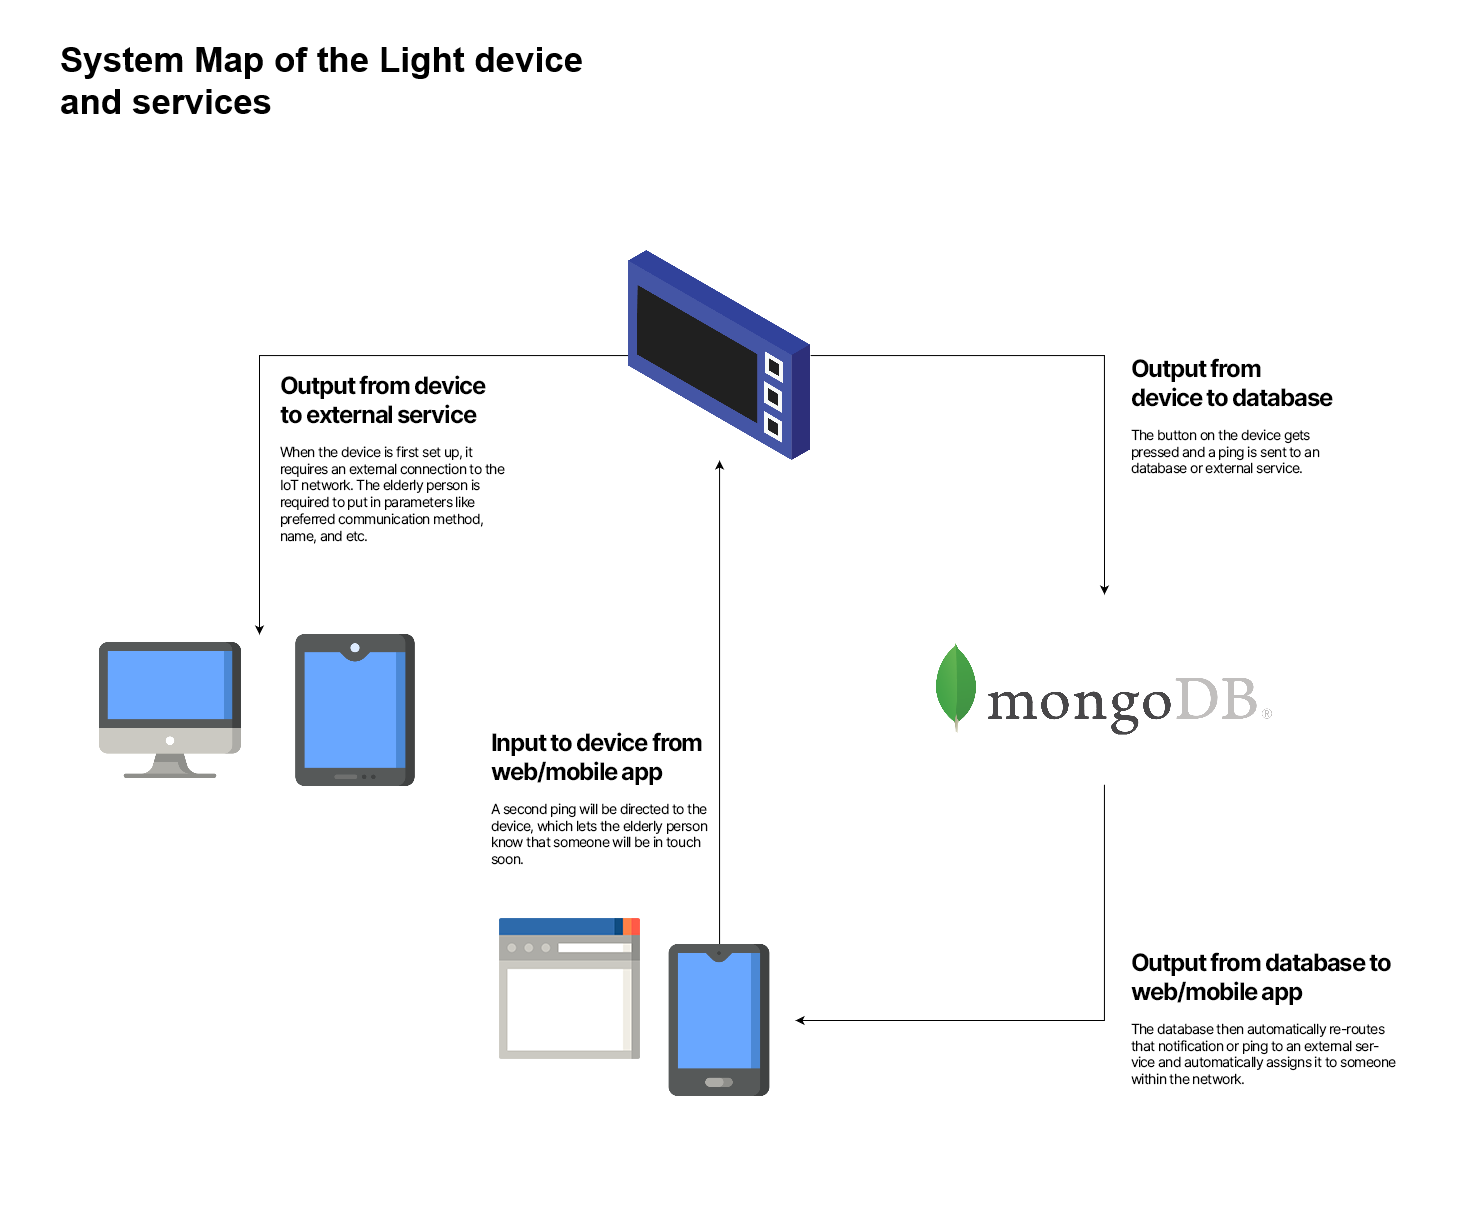 System Map of the Light device
and services
Output from device
to external service
When the device is first set up, it
requires an external connection to the
IoT network. The elderly person is
required to put in parameters like
preferred communication method,
name, and etc.
Output from
device to database
The button on the device gets
pressed and a ping is sent to an
database or external service.
mongoDB®
Input to device from
web/mobile app
A second ping will be directed to the
device, which lets the elderly person
know that someone will be in touch
soon.
Output from database to
web/mobile app
The database then automatically re-routes
that notification or ping to an external ser-
vice and automatically assigns it to someone
within the network.